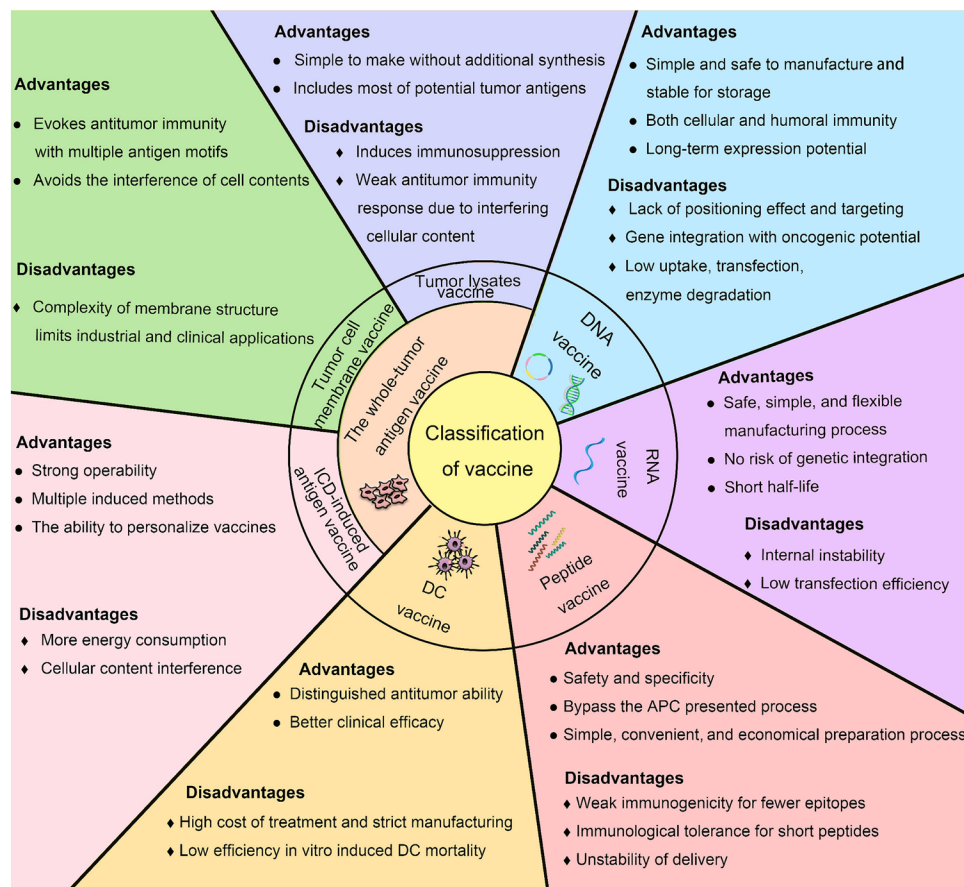 Classification
of vaccine
The whole-tumor
antigen vaccine
Tumor cell
membrane vaccine
Advantages
● Evokes antitumor immunity
with multiple antigen motifs
● Avoids the interference of cell contents
Disadvantages
♦ Complexity of membrane structure
limits industrial and clinical applications
Tumor lysates
vaccine
Advantages
● Simple to make without additional synthesis
● Includes most of potential tumor antigens
Disadvantages
♦ Induces immunosuppression
♦ Weak antitumor immunity
response due to interfering
cellular content
DNA
vaccine
Advantages
● Simple and safe to manufacture and
stable for storage
● Both cellular and humoral immunity
● Long-term expression potential
Disadvantages
♦ Lack of positioning effect and targeting
♦ Gene integration with oncogenic potential
♦ Low uptake, transfection,
enzyme degradation
RNA
vaccine
Advantages
● Safe, simple, and flexible
manufacturing process
● No risk of genetic integration
● Short half-life
Disadvantages
♦ Internal instability
♦ Low transfection efficiency
Peptide
vaccine
Advantages
● Safety and specificity
● Bypass the APC presented process
● Simple, convenient, and economical preparation process
Disadvantages
♦ Weak immunogenicity for fewer epitopes
♦ Immunological tolerance for short peptides
♦ Unstability of delivery
DC
vaccine
Advantages
● Distinguished antitumor ability
● Better clinical efficacy
Disadvantages
♦ High cost of treatment and strict manufacturing
♦ Low efficiency in vitro induced DC mortality
ICD-induced
antigen vaccine
Advantages
● Strong operability
● Multiple induced methods
● The ability to personalize vaccines
Disadvantages
♦ More energy consumption
♦ Cellular content interference